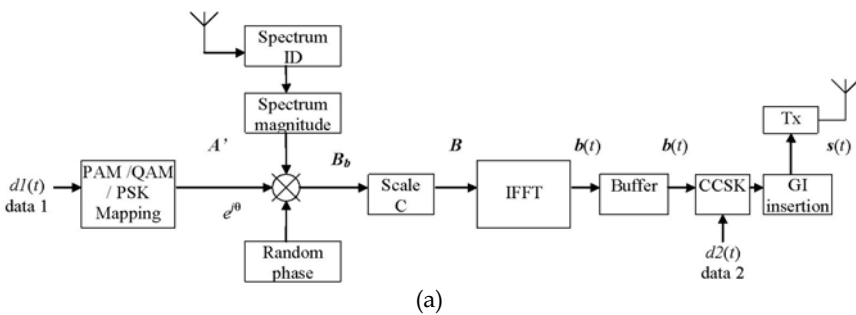 Spectrum
ID
Spectrum
magnitude
A'
d1(t)
data 1
PAM /QAM
/ PSK
Mapping
e^{iθ}
Random
phase
B_b
Scale
C
B
IFFT
b(t)
Buffer
b(t)
CCSK
d2(t)
data 2
GI
insertion
Tx
s(t)
(a)